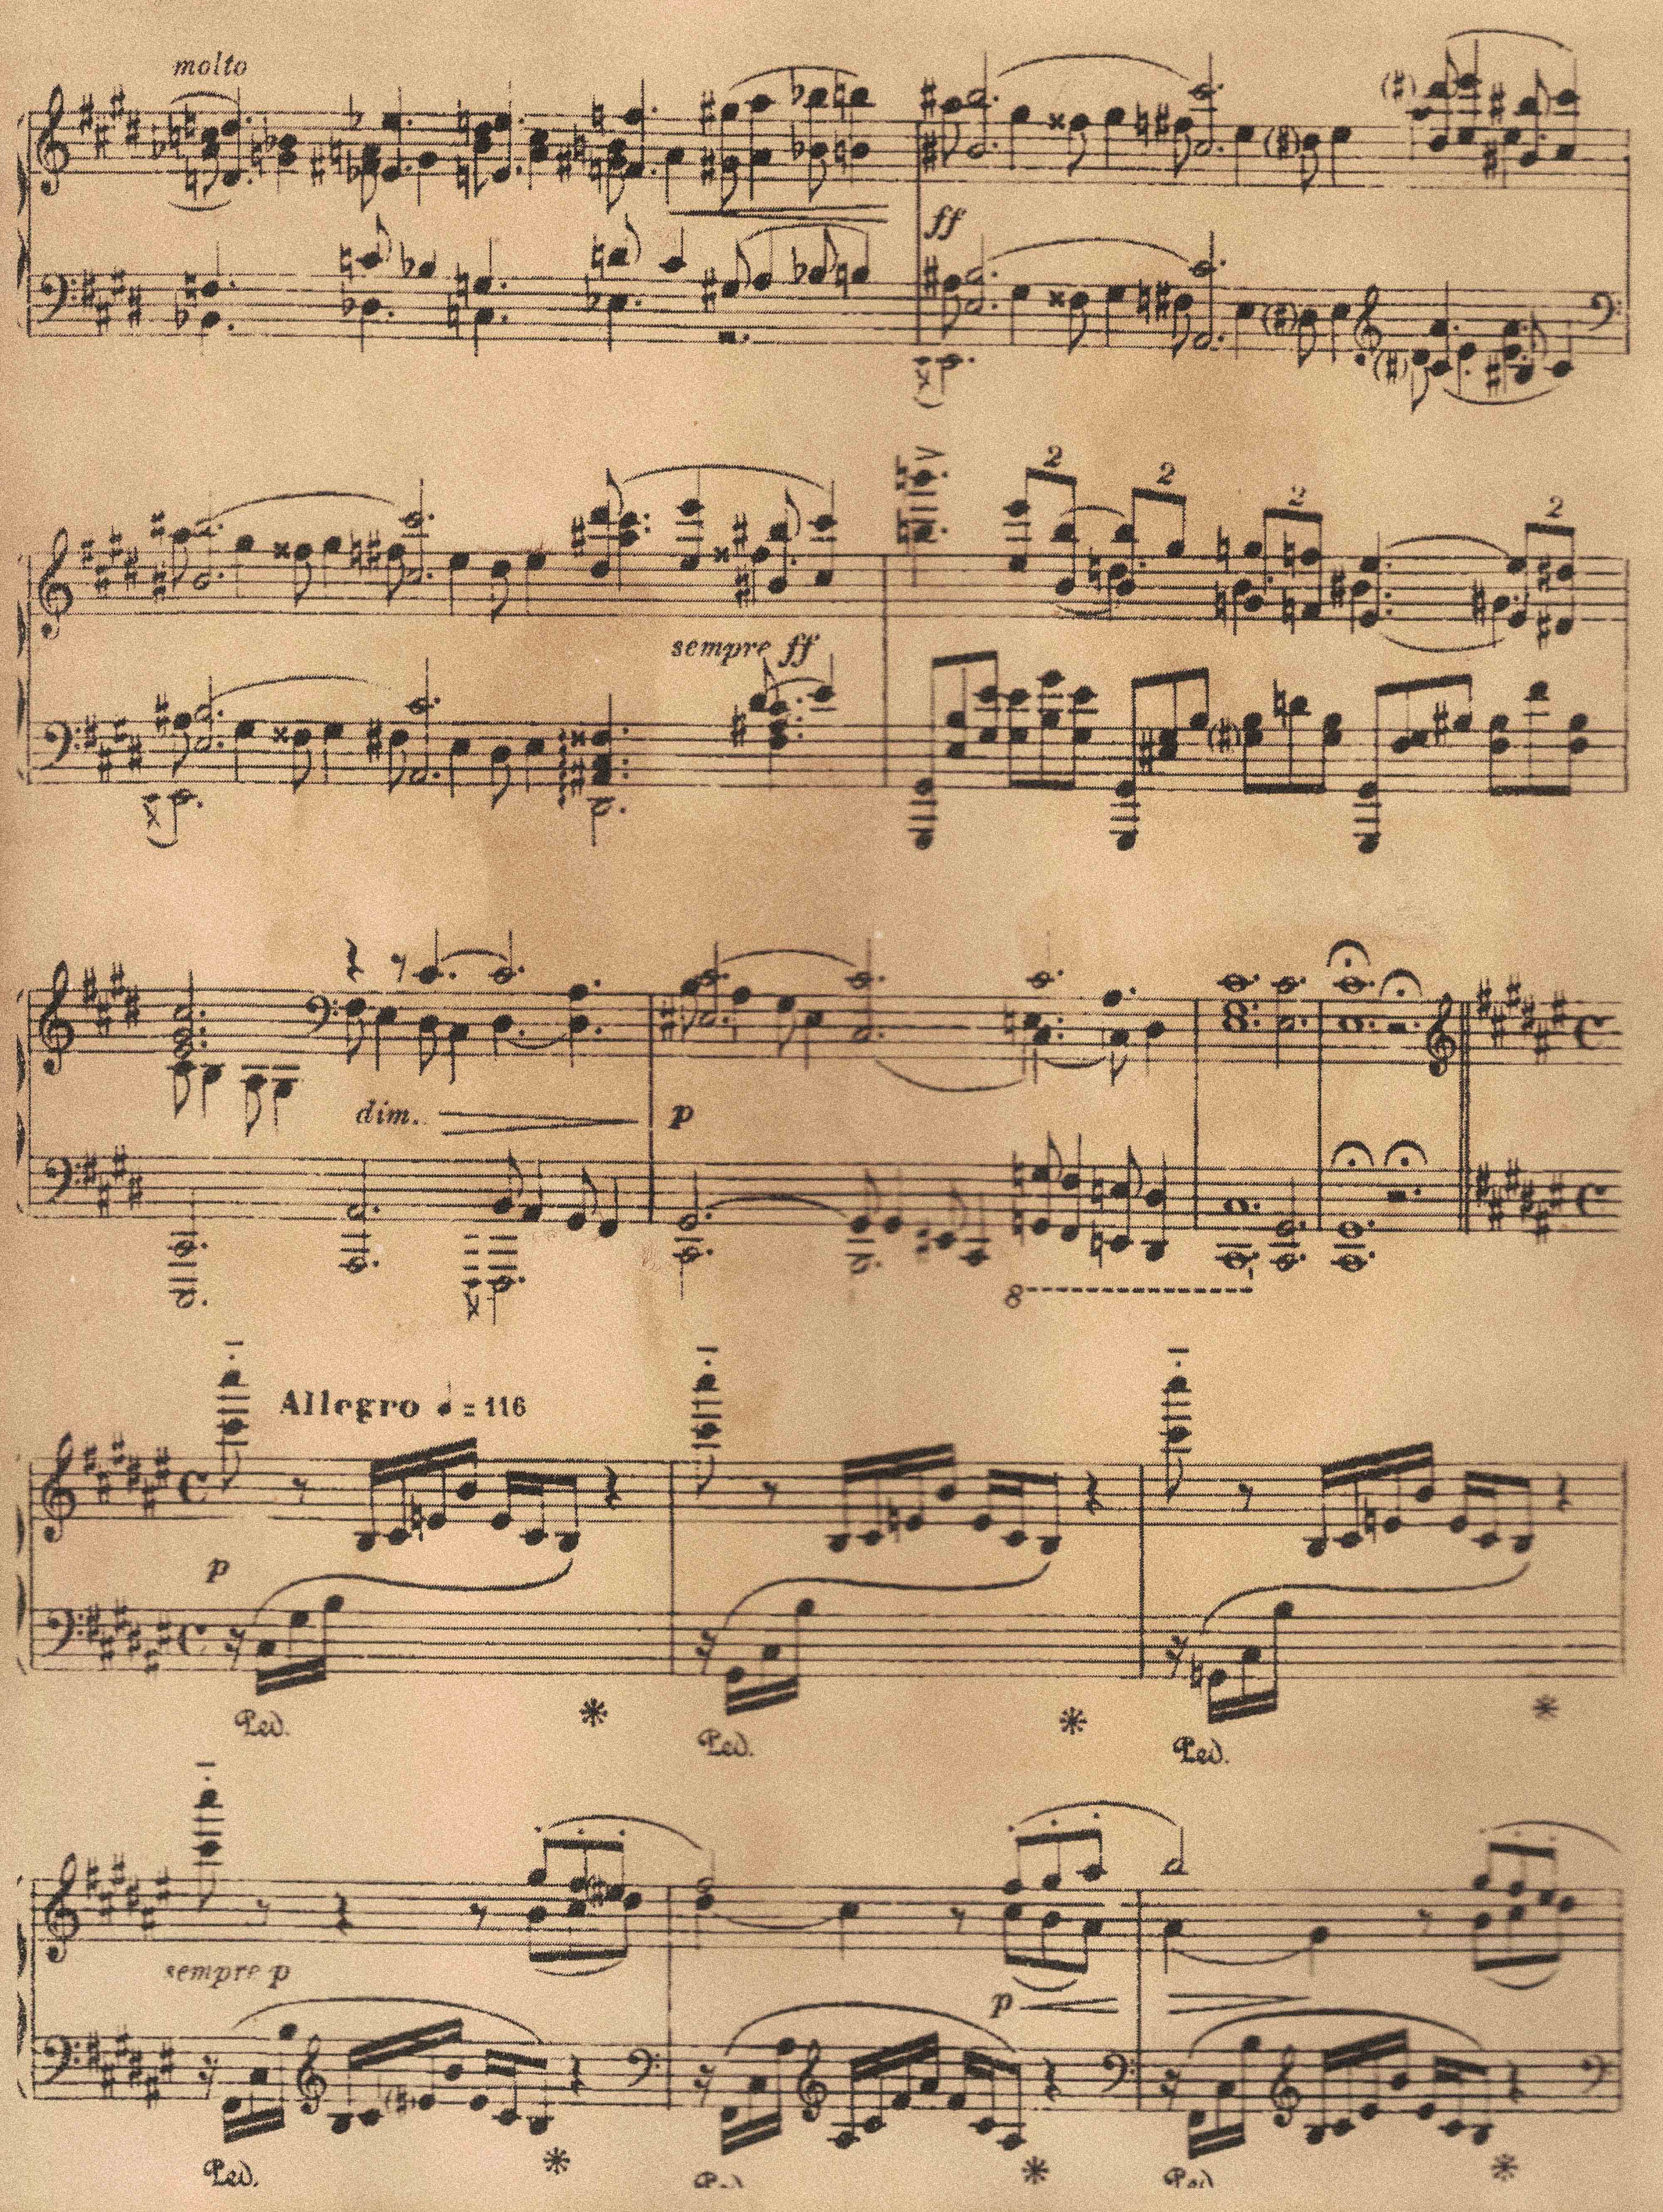 molto
ff
2 2 2 2
sempre ff
dim.
p
8
Allegro ♩ = 116
p
Ped. * Ped. * Ped. *
sempre p
p
Ped. * Ped. * Ped. *